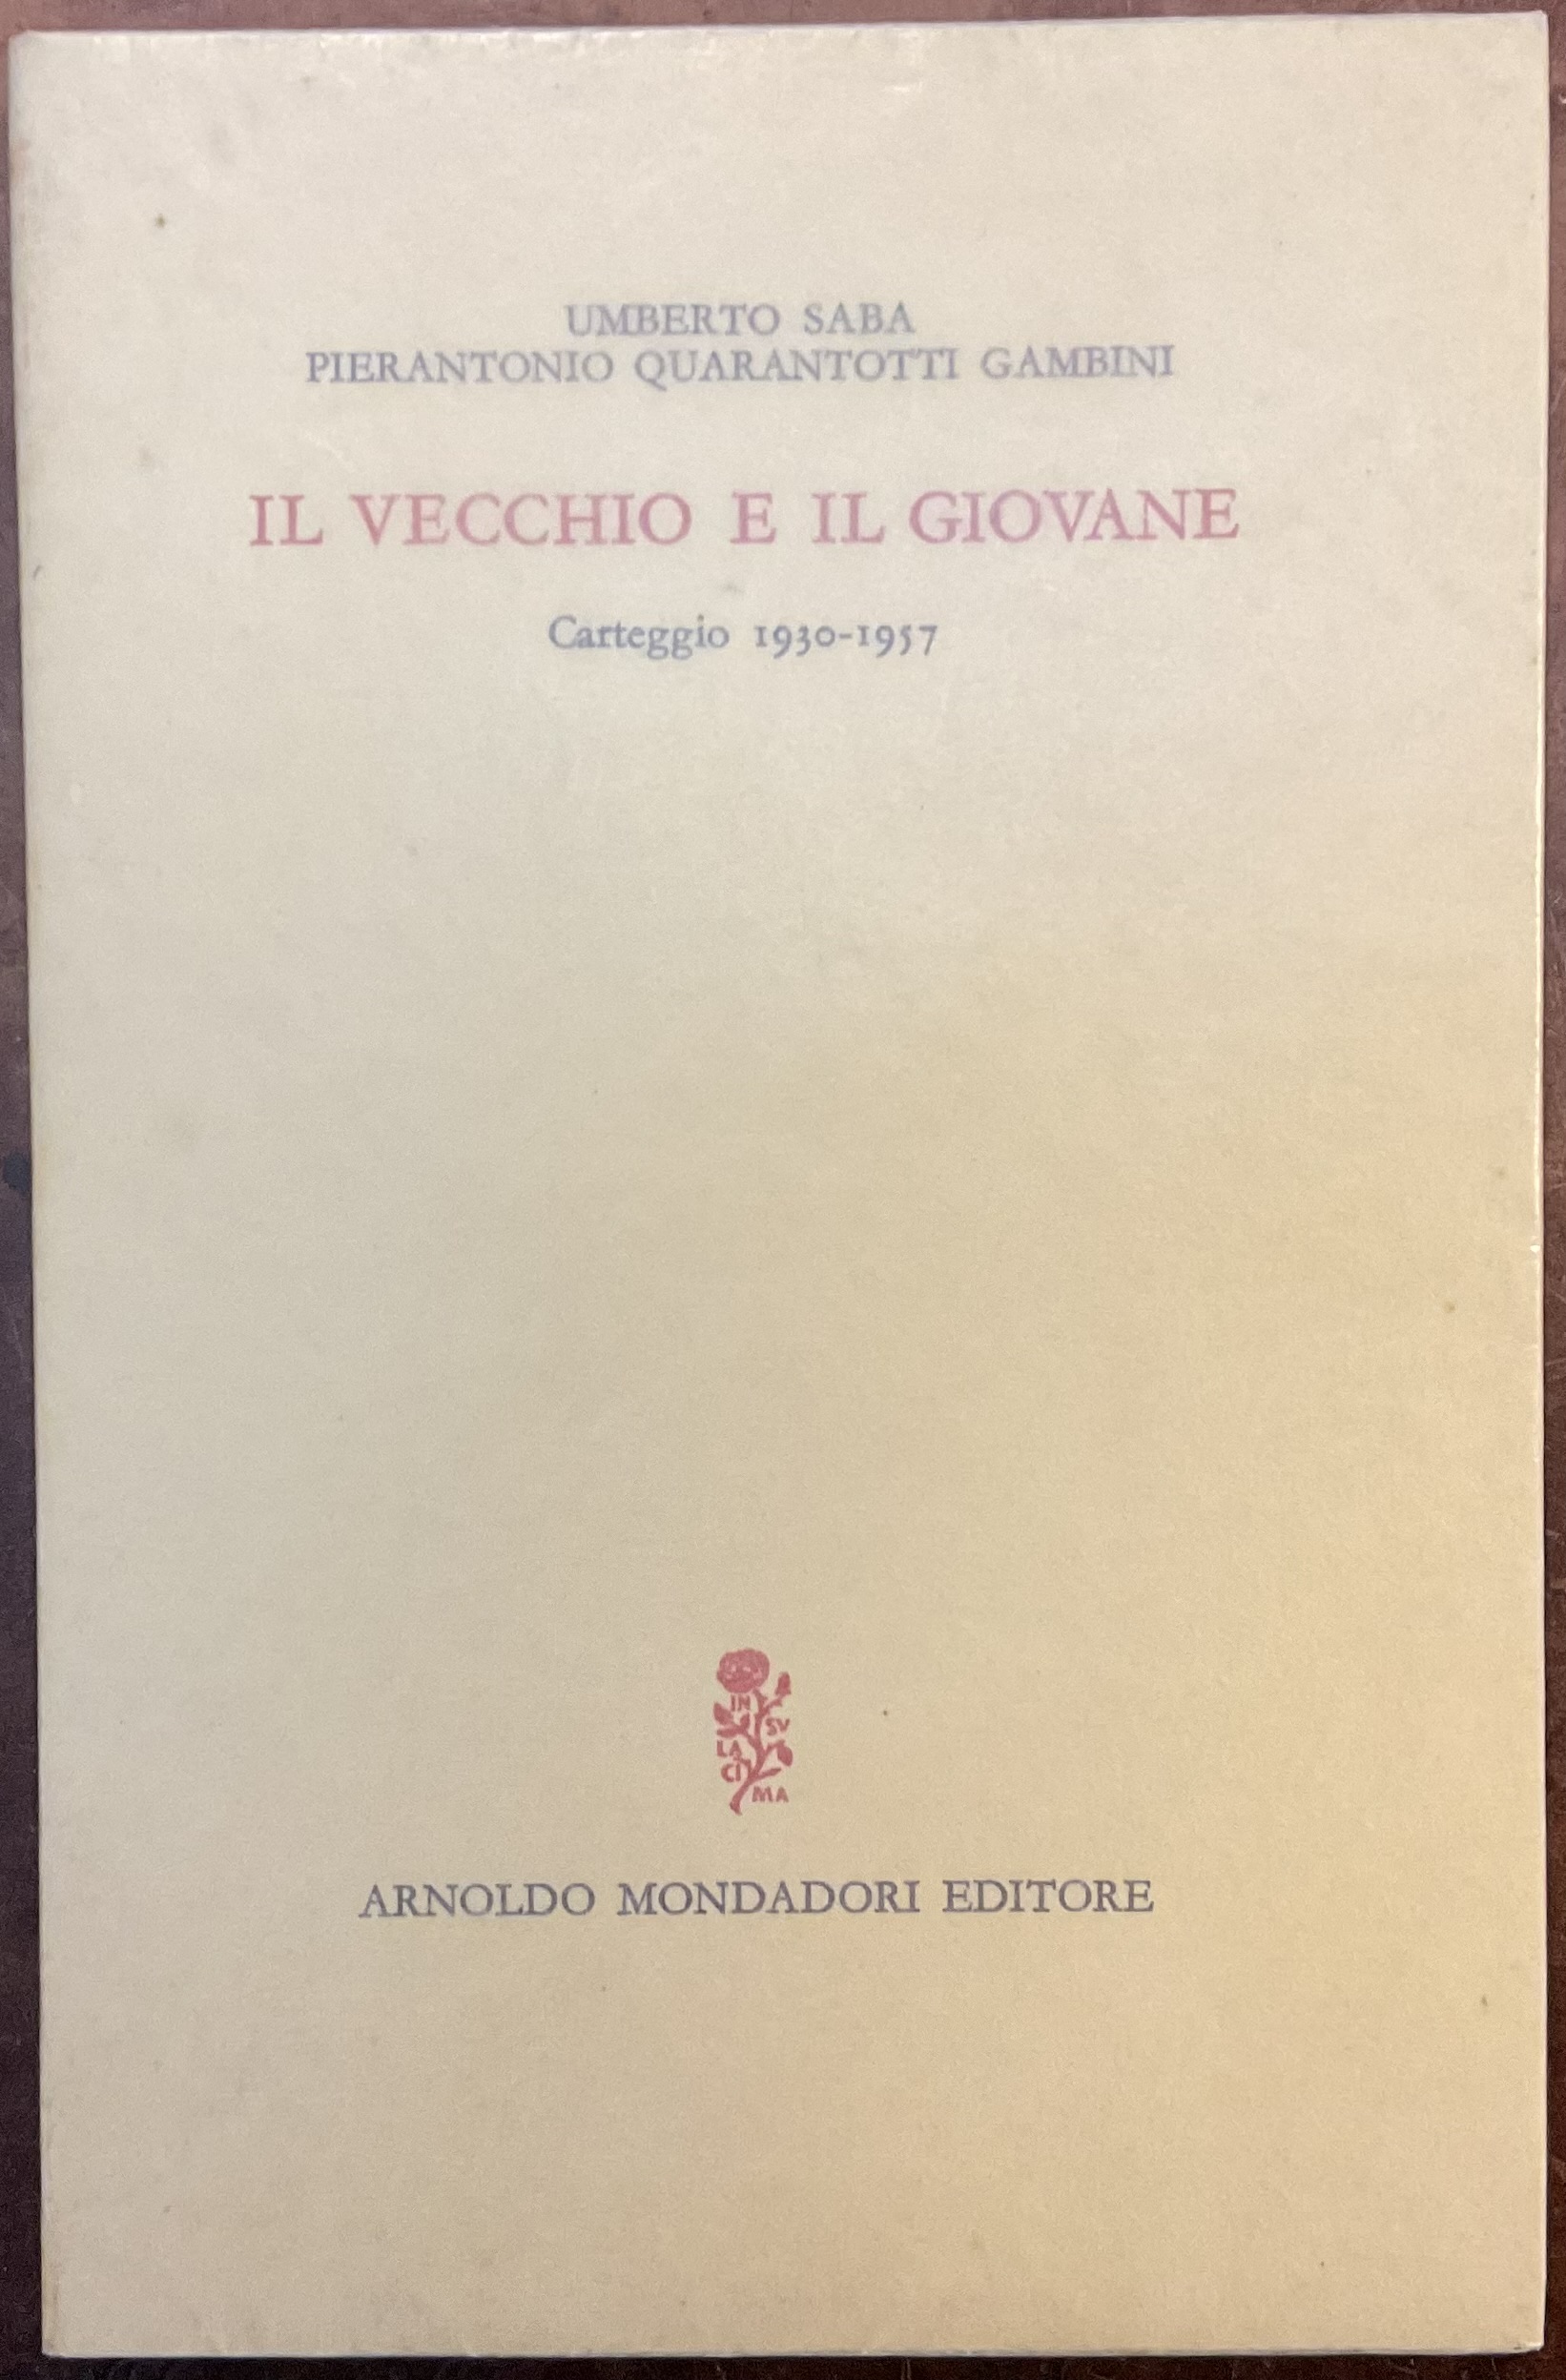 UMBERTO SABA
PIERANTONIO QUARANTOTTI GAMBINI
IL VECCHIO E IL GIOVANE
Carteggio 1930-1957
IN
SV
LA
CI
MA
ARNOLDO MONDADORI EDITORE